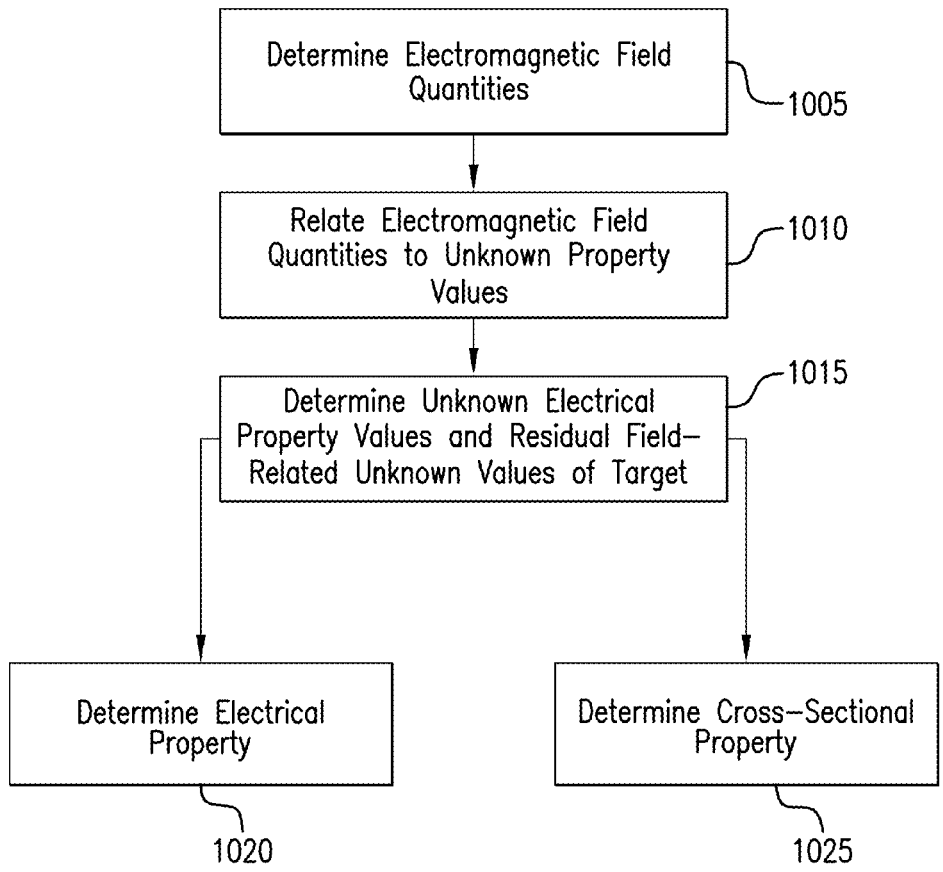 Determine Electromagnetic Field
Quantities
1005
Relate Electromagnetic Field
Quantities to Unknown Property
Values
1010
Determine Unknown Electrical
Property Values and Residual Field–
Related Unknown Values of Target
1015
Determine Electrical
Property
1020
Determine Cross–Sectional
Property
1025